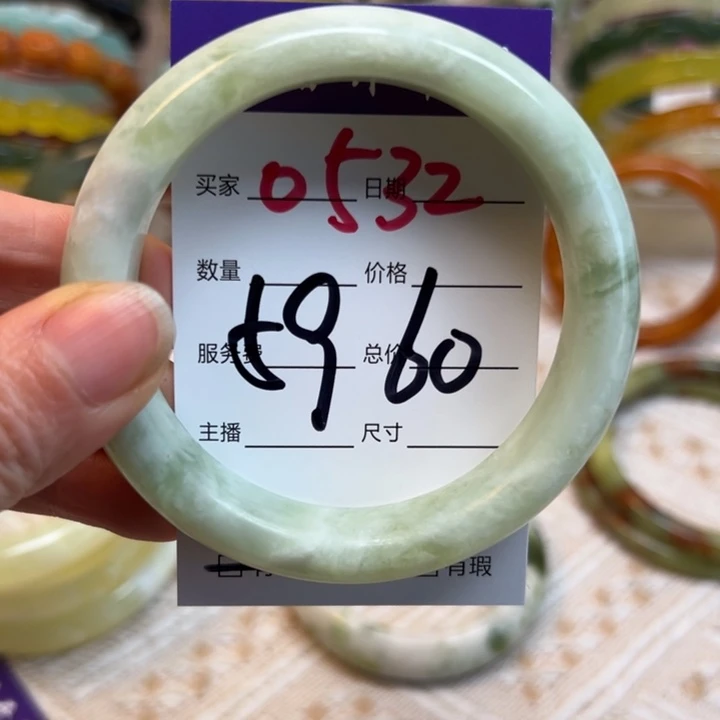 买家 0532 日期
数量 价格
59 60
服务费 总价
主播 尺寸
有瑕